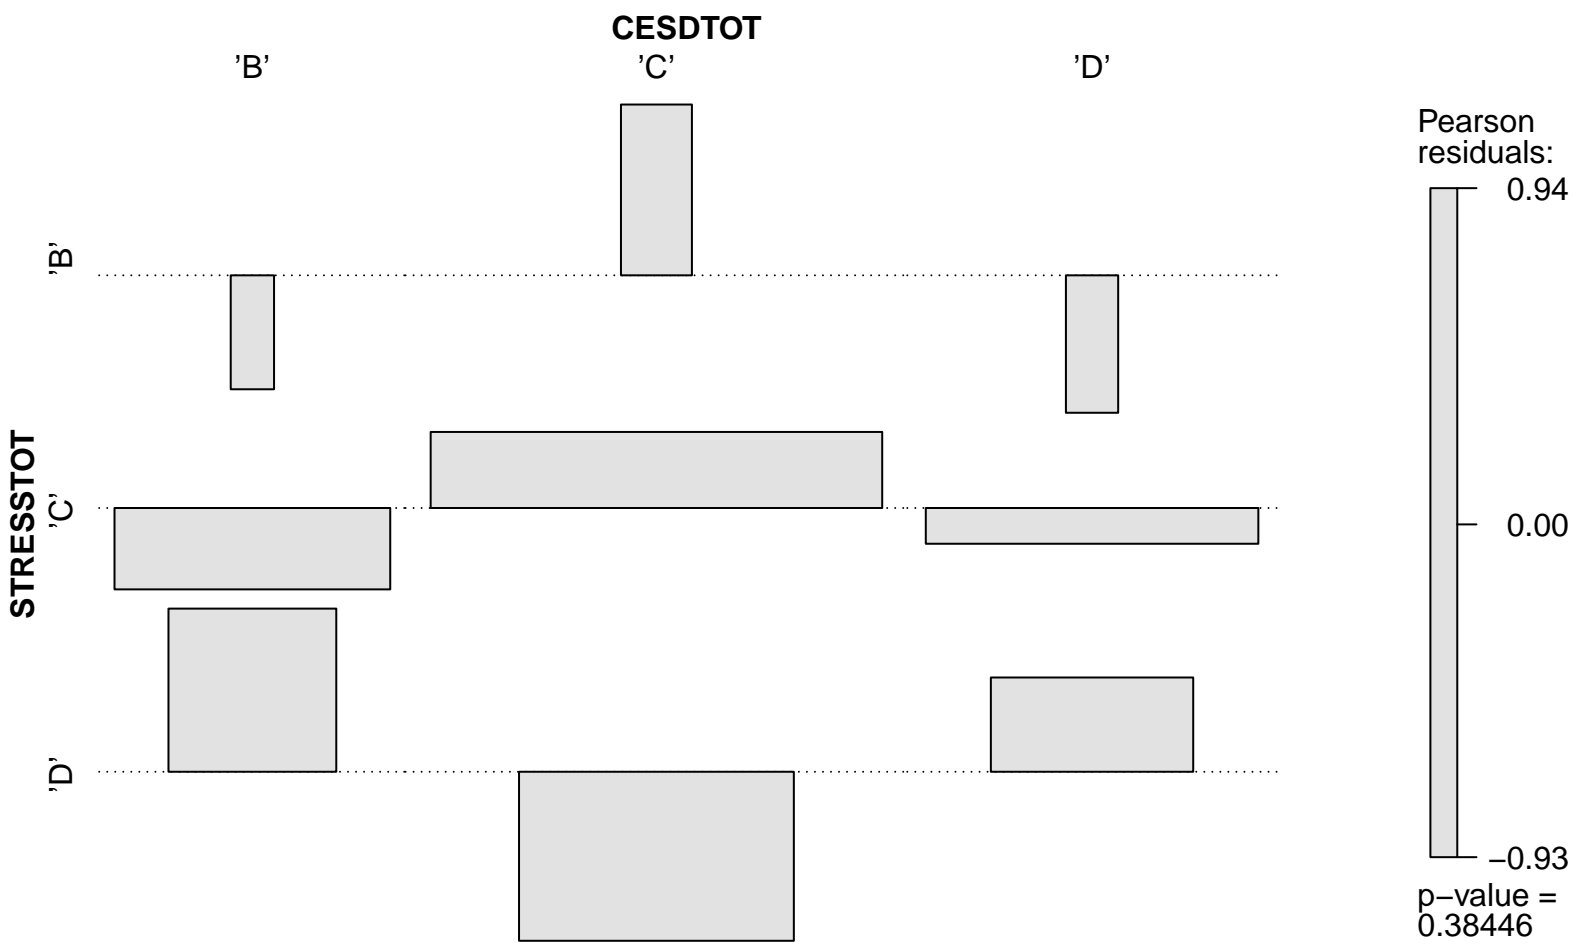 CESDTOT
’B’
’C’
’D’
STRESSTOT
’B’
’C’
’D’
Pearson
residuals:
0.94
0.00
−0.93
p−value =
0.38446